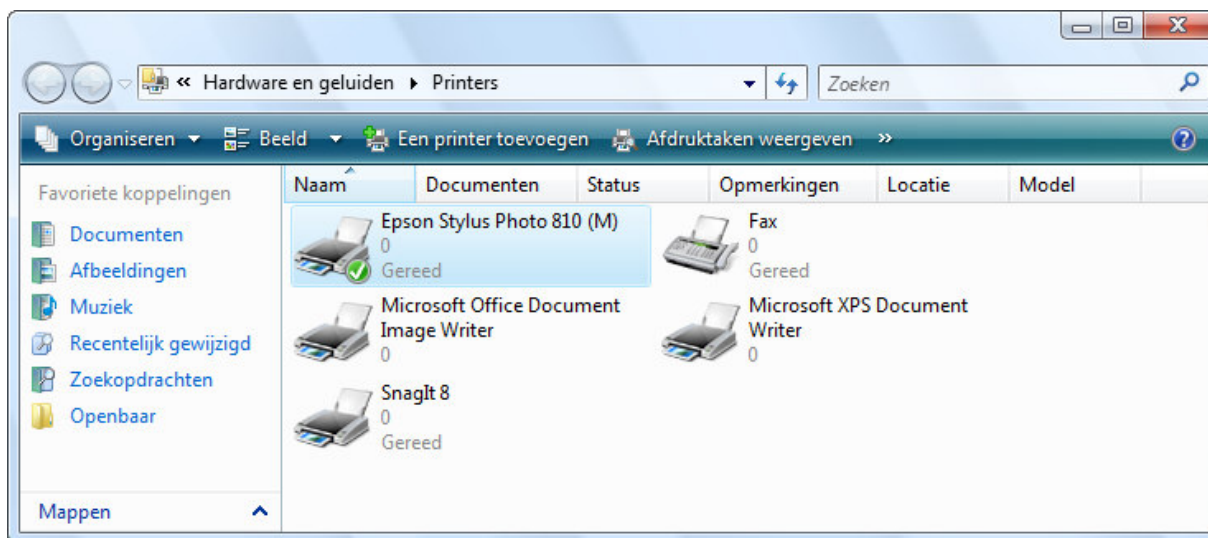 « Hardware en geluiden Printers
Zoeken
Organiseren Beeld Een printer toevoegen Afdruktaken weergeven »
Favoriete koppelingen
Documenten
Afbeeldingen
Muziek
Recentelijk gewijzigd
Zoekopdrachten
Openbaar
Mappen
Naam Documenten Status Opmerkingen Locatie Model
Epson Stylus Photo 810 (M)
0
Gereed
Fax
0
Gereed
Microsoft Office Document
Image Writer
0
Microsoft XPS Document
Writer
0
SnagIt 8
0
Gereed